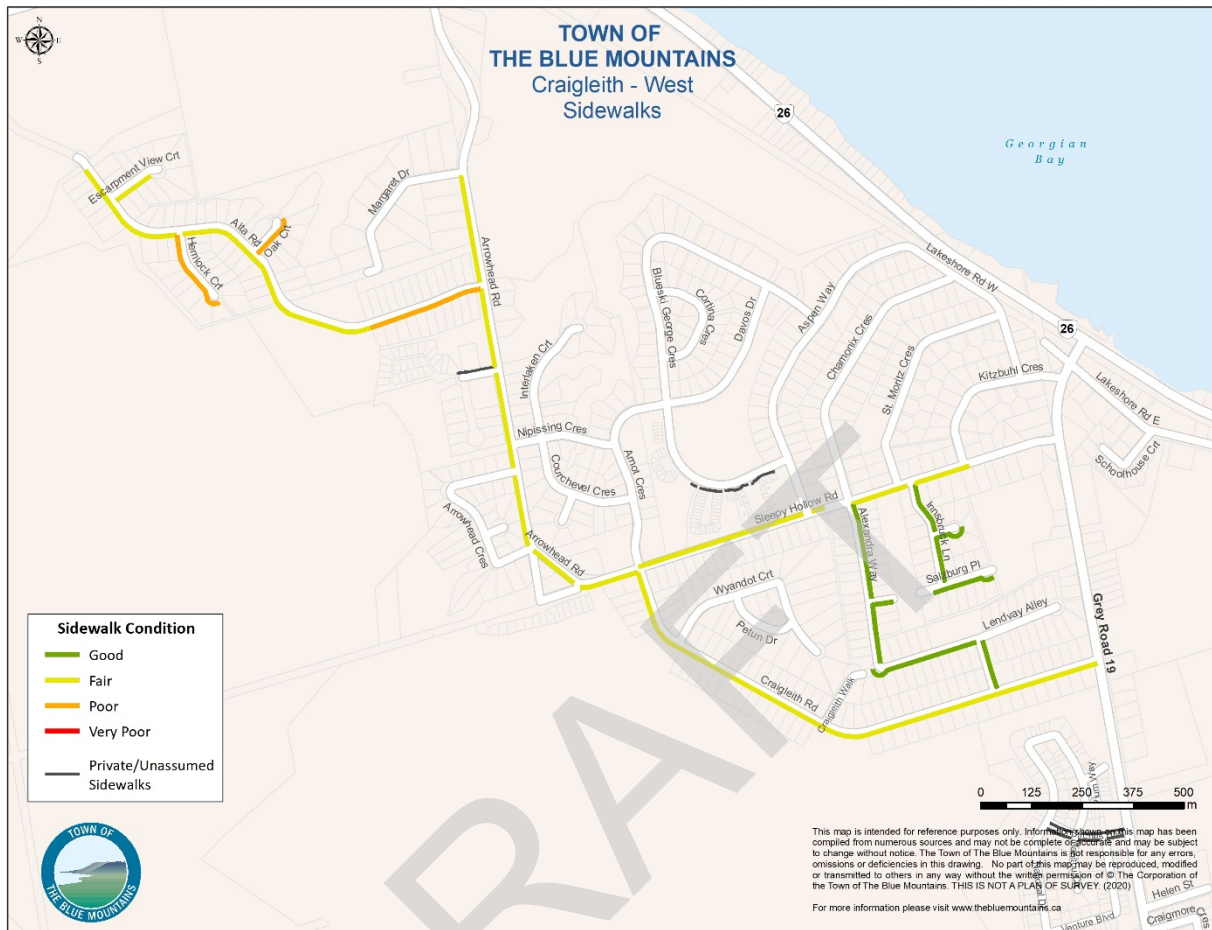 W E
N
S
TOWN OF
THE BLUE MOUNTAINS
Craigleith - West
Sidewalks
26
Georgian
Bay
Escarpment View Crt
Margaret Dr
Alta Rd
Oak Crt
Hemlock Crt
Arrowhead Rd
Lakeshore Rd W
26
Blueski George Cres
Cortina Cres
Davos Dr
Aspen Way
Chamonix Cres
St. Moritz Cres
Kitzbuhl Cres
Lakeshore Rd E
Schoolhouse Crt
Interlaken Crt
Nipissing Cres
Courchevel Cres
Arnot Cres
Arrowhead Cres
Arrowhead Rd
Sleepy Hollow Rd
Alexandra Way
Innsbruck Ln
Salzburg Pl
Wyandot Crt
Petun Dr
Lendvay Alley
Grey Road 19
Craigleith Rd
Craigleith Walk
Sidewalk Condition
Good
Fair
Poor
Very Poor
Private/Unassumed
Sidewalks
TOWN OF
THE BLUE MOUNTAINS
0 125 250 375 500
m
This map is intended for reference purposes only. Information shown on this map has been
compiled from numerous sources and may not be complete or accurate and may be subject
to change without notice. The Town of The Blue Mountains is not responsible for any errors,
omissions or deficiencies in this drawing. No part of this map may be reproduced, modified
or transmitted to others in any way without the written permission of © The Corporation of
the Town of The Blue Mountains. THIS IS NOT A PLAN OF SURVEY. (2020)
For more information please visit www.thebluemountains.ca
Helen St
Craigmore Cres
Venture Blvd
RAFT